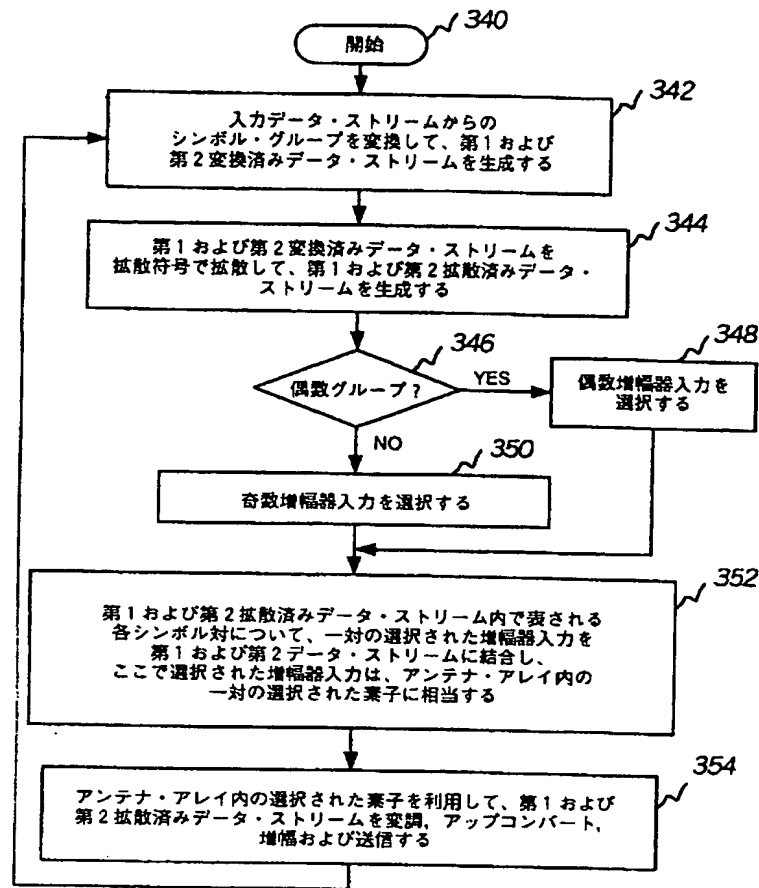 340
開始
342
入力データ・ストリームからの
シンボル・グループを変換して、第1および
第2変換済みデータ・ストリームを生成する
344
第1および第2変換済みデータ・ストリームを
拡散符号で拡散して、第1および第2拡散済みデータ・
ストリームを生成する
346
偶数グループ?
YES
348
偶数増幅器入力を
選択する
NO
350
奇数増幅器入力を選択する
352
第1および第2拡散済みデータ・ストリーム内で表される
各シンボル対について、一対の選択された増幅器入力を
第1および第2データ・ストリームに結合し、
ここで選択された増幅器入力は、アンテナ・アレイ内の
一対の選択された素子に相当する
354
アンテナ・アレイ内の選択された素子を利用して、第1および
第2拡散済みデータ・ストリームを変調,アップコンバート,
増幅および送信する